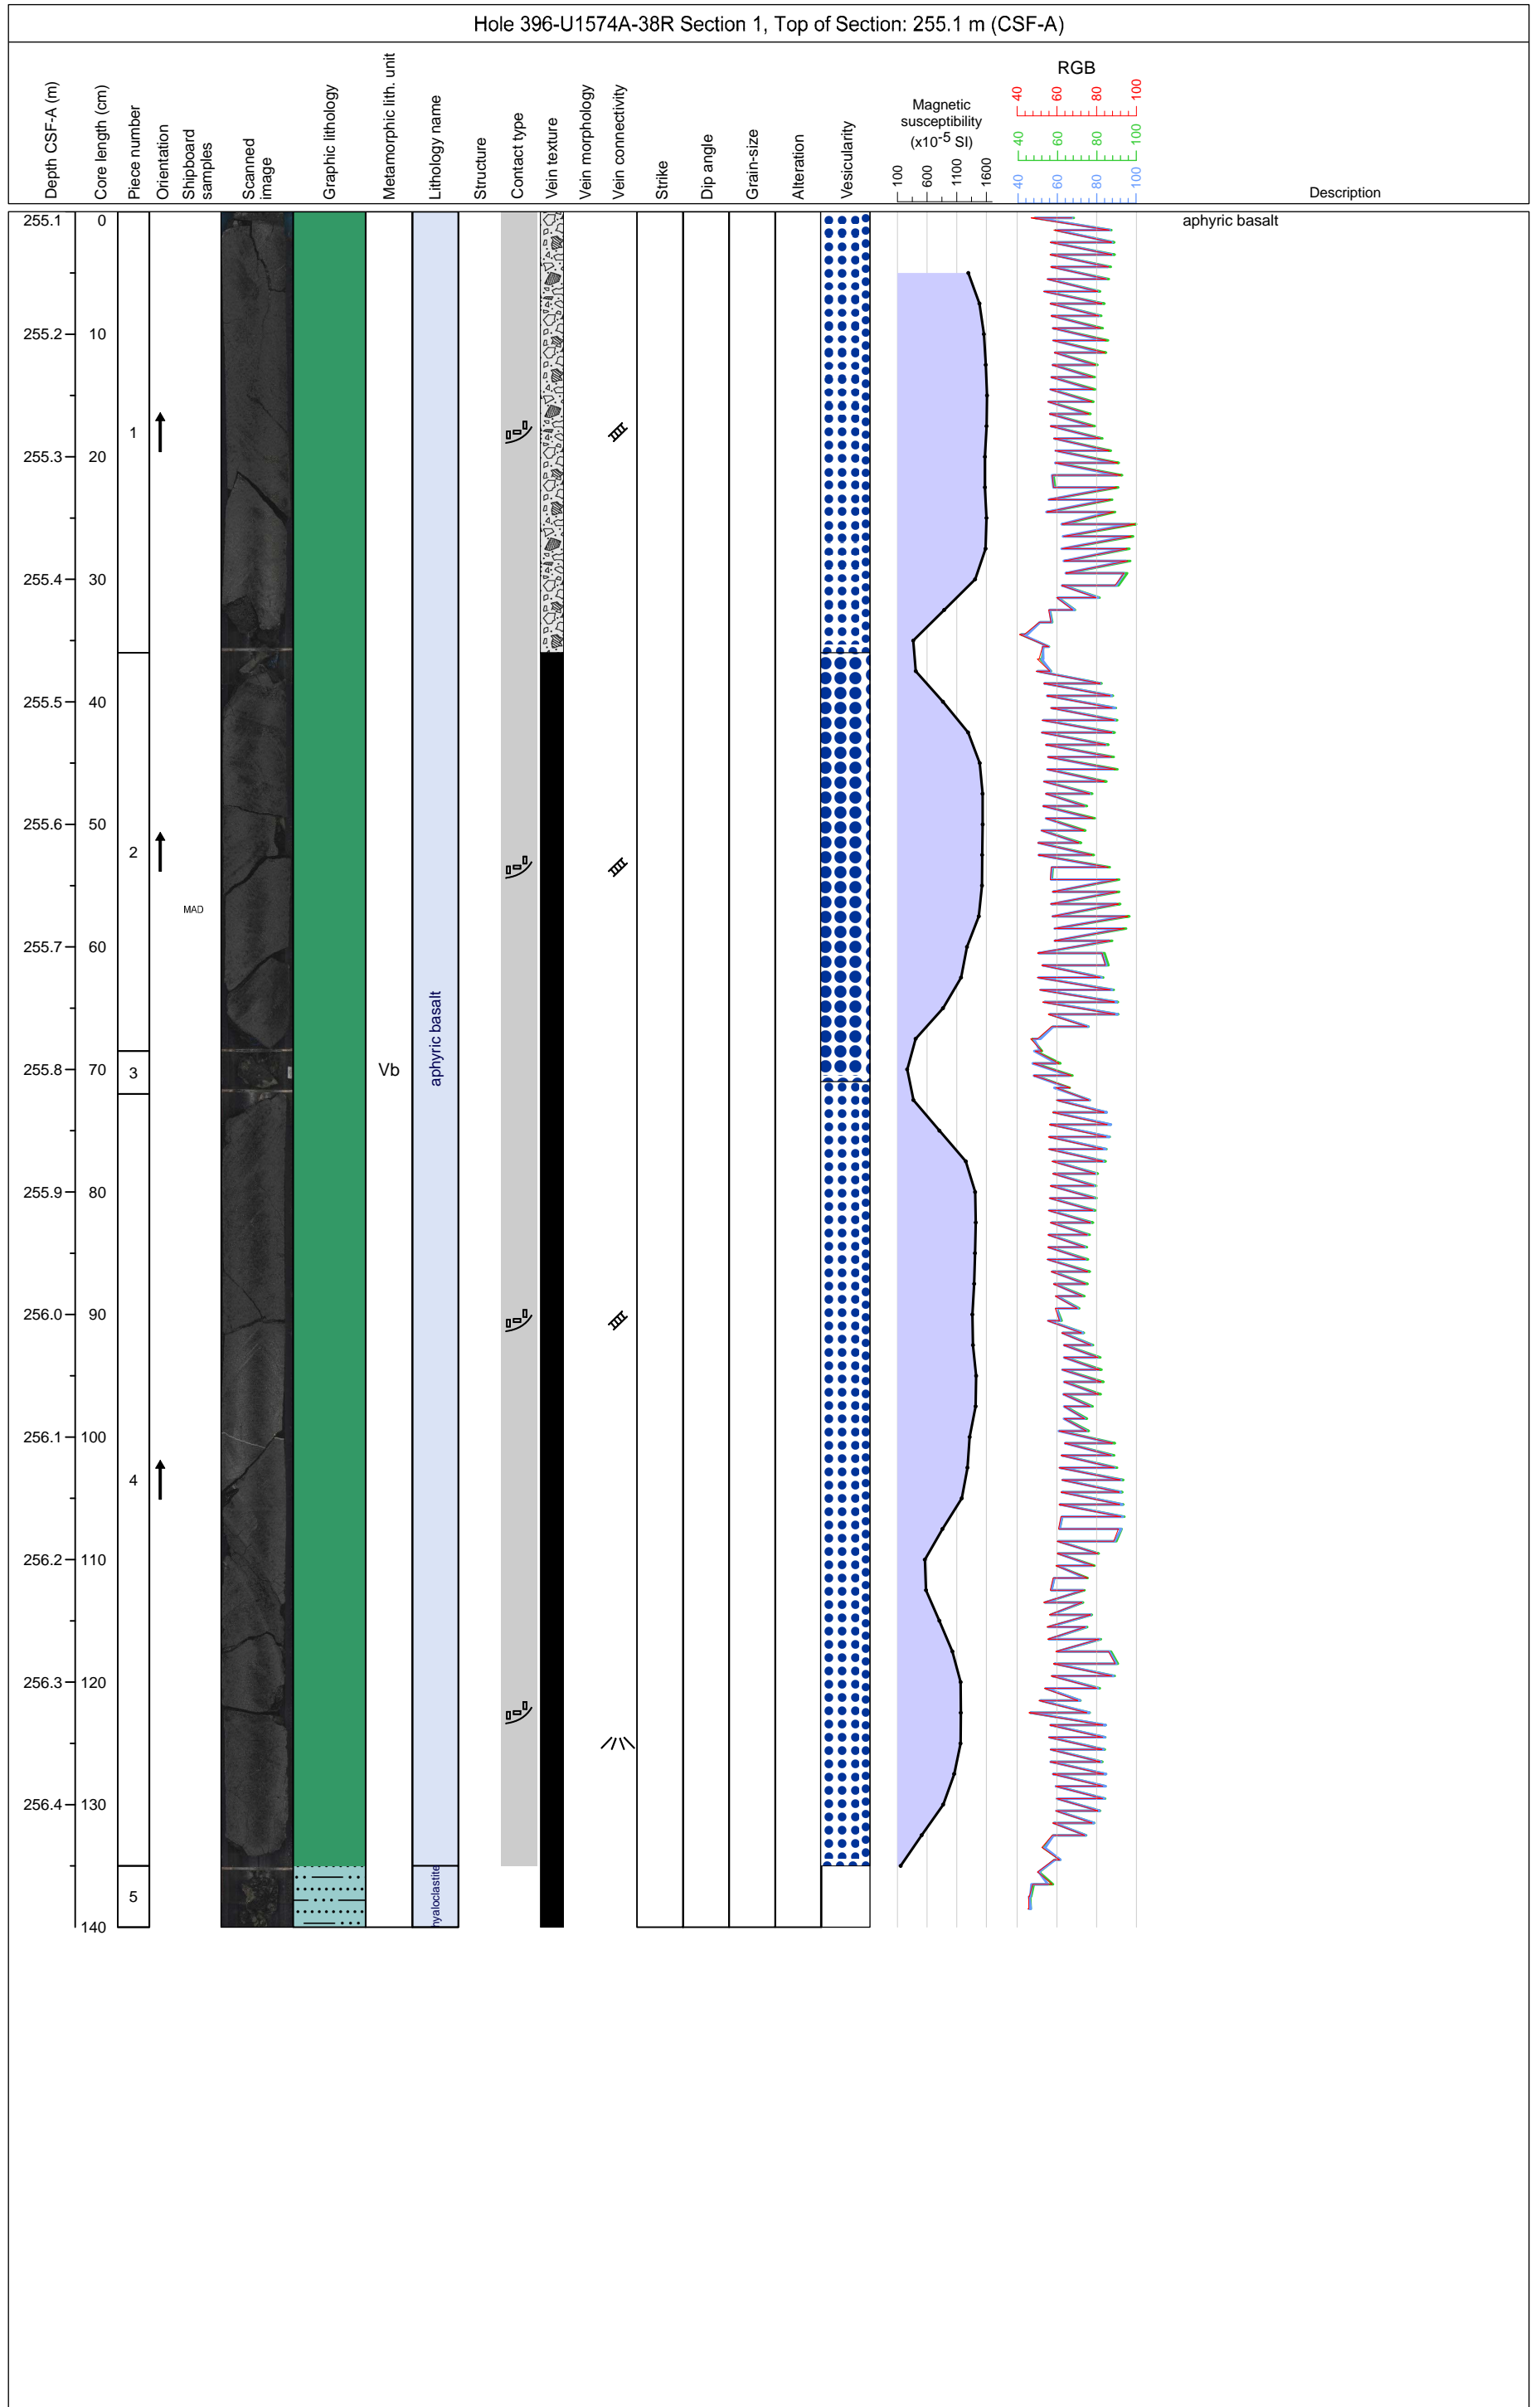 Hole 396-U1574A-38R Section 1, Top of Section: 255.1 m (CSF-A)
Depth CSF-A (m)
Core length (cm)
Piece number
Orientation
Shipboard
samples
Scanned
image
Graphic lithology
Metamorphic lith. unit
Lithology name
Structure
Contact type
Vein texture
Vein morphology
Vein connectivity
Strike
Dip angle
Grain-size
Alteration
Vesicularity
Magnetic
susceptibility
(x10-5 SI)
100 600 1100 1600
RGB
40 60 80 100
40 60 80 100
40 60 80 100
Description
255.1 0 aphyric basalt
255.2 10
1
255.3 20
255.4 30
255.5 40
255.6 50
2
MAD
255.7 60
255.8 70 3 Vb aphyric basalt
255.9 80
256.0 90
256.1 100
4
256.2 110
256.3 120
256.4 130
5 hyaloclastite
140